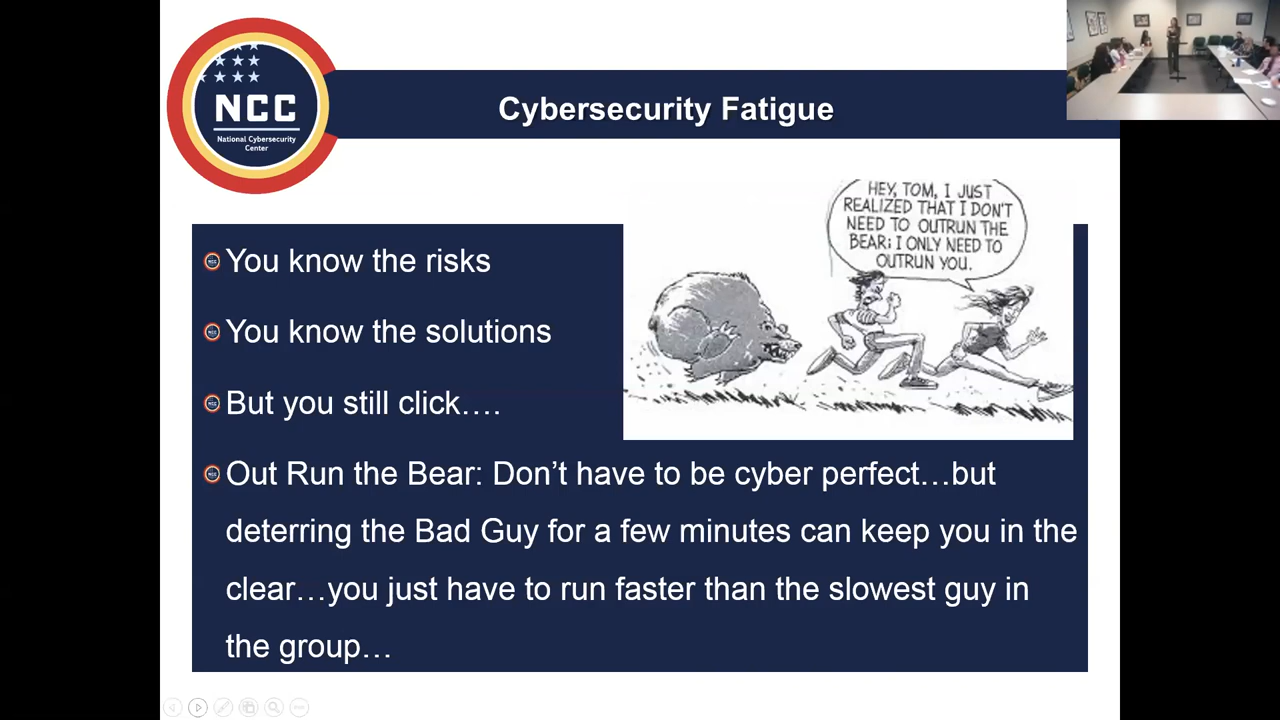 NCC
National Cybersecurity
Center
Cybersecurity Fatigue
HEY, TOM, I JUST
REALIZED THAT I DON'T
NEED TO OUTRUN THE
BEAR; I ONLY NEED TO
OUTRUN YOU.
You know the risks
You know the solutions
But you still click….
Out Run the Bear: Don’t have to be cyber perfect…but
deterring the Bad Guy for a few minutes can keep you in the
clear…you just have to run faster than the slowest guy in
the group…